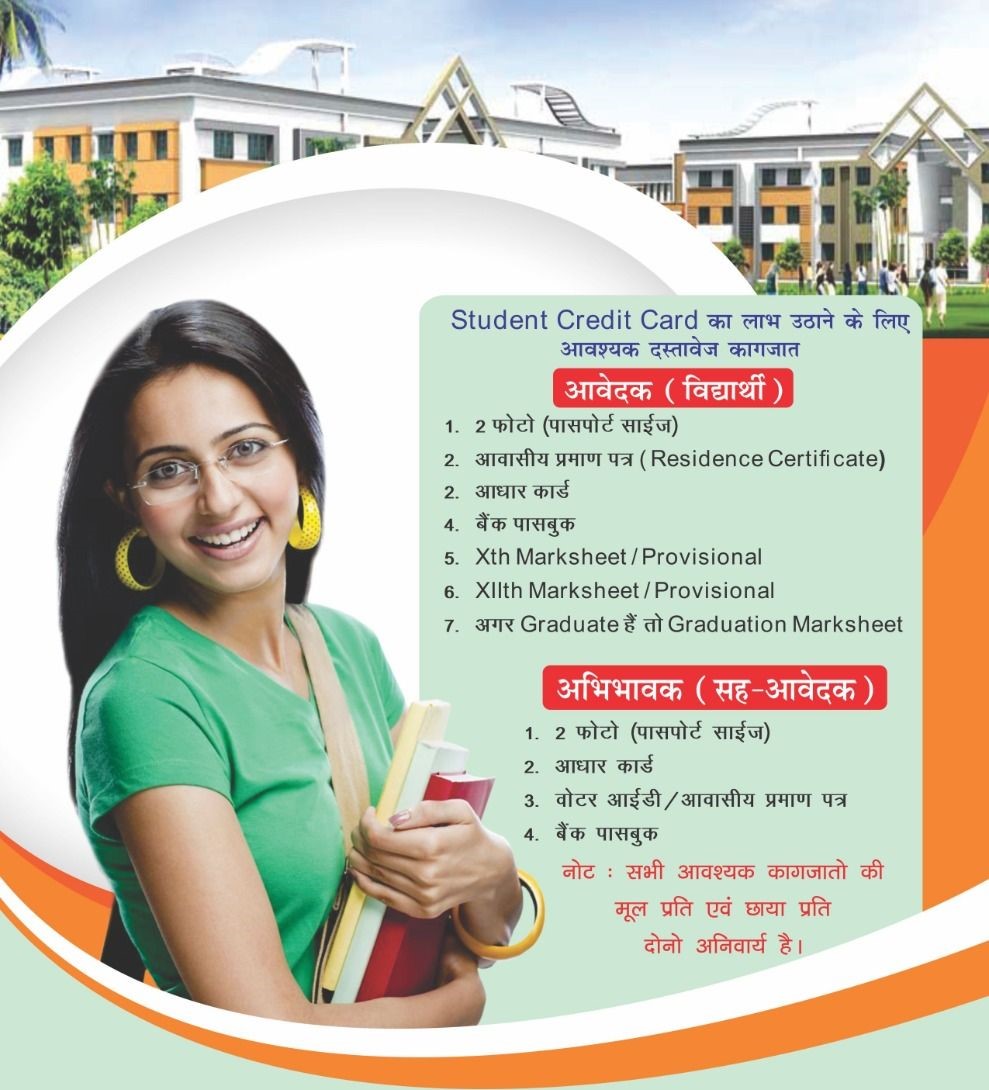 Student Credit Card का लाभ उठाने के लिए
आवश्यक दस्तावेज कागजात
आवेदक ( विद्यार्थी )
1. 2 फोटो (पासपोर्ट साईज)
2. आवासीय प्रमाण पत्र ( Residence Certificate)
2. आधार कार्ड
4. बैंक पासबुक
5. Xth Marksheet / Provisional
6. XIIth Marksheet / Provisional
7. अगर Graduate हैं तो Graduation Marksheet
अभिभावक ( सह-आवेदक )
1. 2 फोटो (पासपोर्ट साईज)
2. आधार कार्ड
3. वोटर आईडी/आवासीय प्रमाण पत्र
4. बैंक पासबुक
नोट : सभी आवश्यक कागजातो की
मूल प्रति एवं छाया प्रति
दोनो अनिवार्य है।